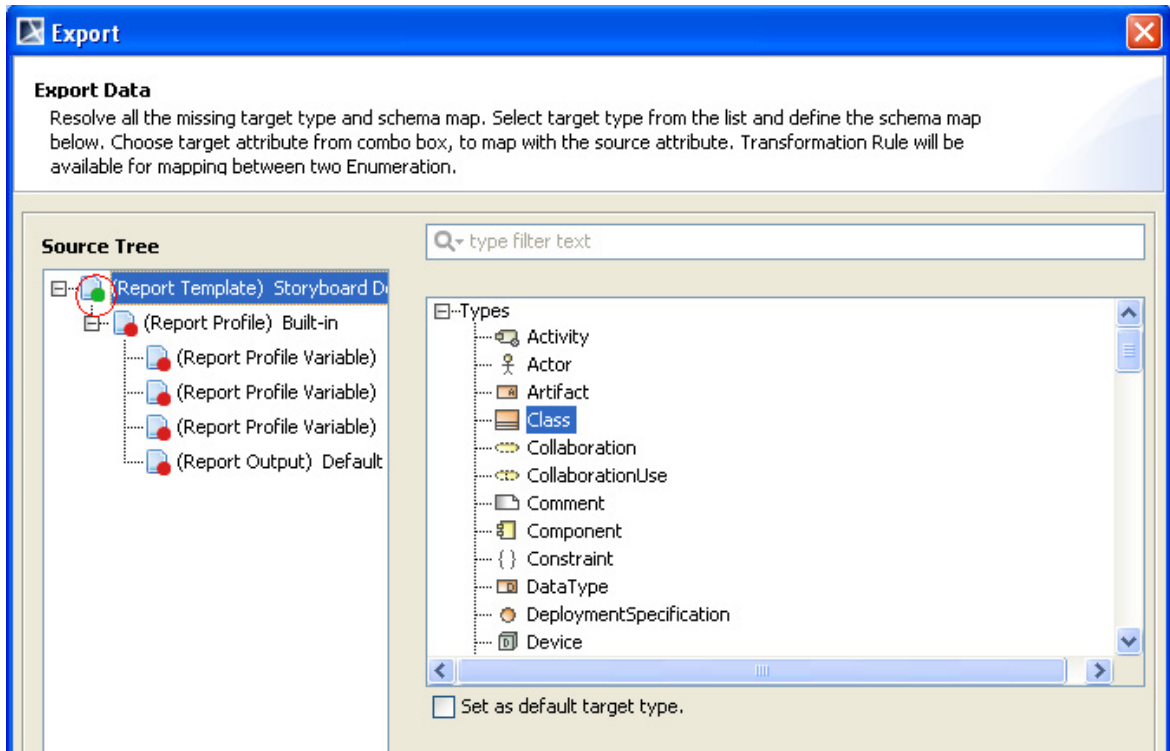 Export
Export Data
Resolve all the missing target type and schema map. Select target type from the list and define the schema map
below. Choose target attribute from combo box, to map with the source attribute. Transformation Rule will be
available for mapping between two Enumeration.
Source Tree
type filter text
(Report Template) Storyboard
(Report Profile) Built-in
(Report Profile Variable)
(Report Profile Variable)
(Report Profile Variable)
(Report Output) Default
Types
Activity
Actor
Artifact
Class
Collaboration
CollaborationUse
Comment
Component
Constraint
DataType
DeploymentSpecification
Device
Set as default target type.